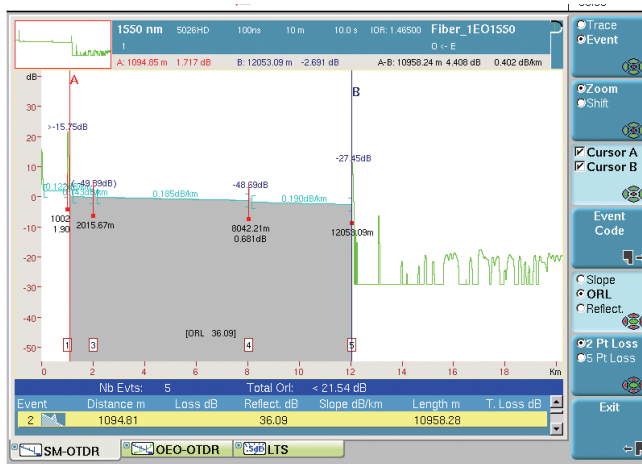 1550 nm 5026HD 100ns 10 m 10.0 s IOR: 1.46500 Fiber_1EO1550
1 O <- E
A: 1094.85 m 1.717 dB B: 12053.09 m -2.691 dB A-B: 10958.24 m 4.408 dB 0.402 dB/km
dB
30
20
10
0
-10
-20
-30
-40
-50
A
B
>-15.75dB
-27.45dB
(-49.89dB)
-48.69dB
0.143dB/km
0.185dB/km
0.190dB/km
1002
1.90
2015.67m
8042.21m
0.681dB
12053.09m
[ORL 36.09]
1 3 4 5
0 2 4 6 8 10 12 14 16 18 Km
Nb Evts: 5 Total Orl: < 21.54 dB
Event Distance m Loss dB Reflect. dB Slope dB/km Length m T. Loss dB
2 1094.81 36.09 10958.28
SM-OTDR OEO-OTDR LTS
Trace
Event
Zoom
Shift
Cursor A
Cursor B
Event
Code
Slope
ORL
Reflect.
2 Pt Loss
5 Pt Loss
Exit